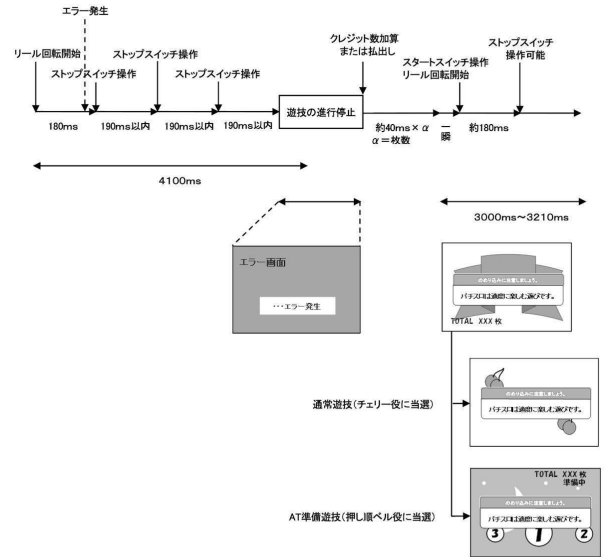 エラー発生
リール回転開始
ストップスイッチ操作
ストップスイッチ操作
ストップスイッチ操作
クレジット数加算
または払出し
スタートスイッチ操作
リール回転開始
ストップスイッチ
操作可能
180ms
190ms以内
190ms以内
190ms以内
遊技の進行停止
約40ms×α
α=枚数
一瞬
約180ms
4100ms
3000ms～3210ms
エラー画面
・・・エラー発生
のめり込みに注意しましょう。
パチスロは適度に楽しむ遊びです。
TOTAL XXX 枚
通常遊技(チェリー役に当選)
のめり込みに注意しましょう。
パチスロは適度に楽しむ遊びです。
AT準備遊技(押し順ベル役に当選)
TOTAL XXX 枚
準備中
のめり込みに注意しましょう。
パチスロは適度に楽しむ遊びです。
3 1 2